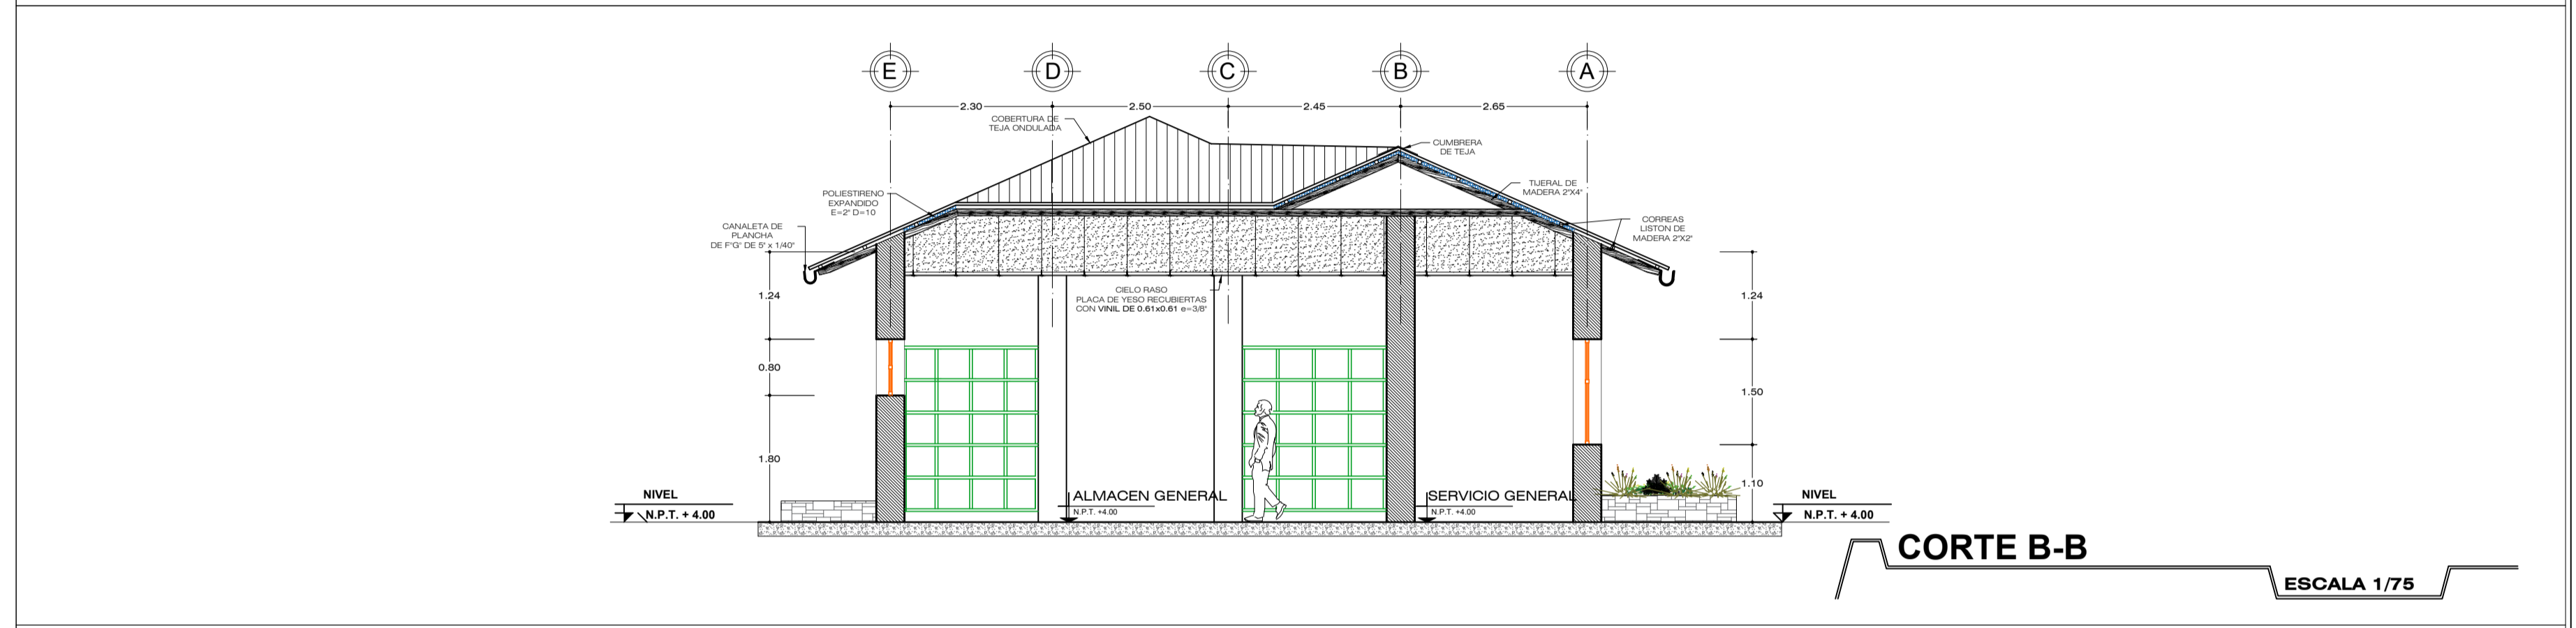 E D C B A
2.30 2.50 2.45 2.65
COBERTURA DE
TEJA ONDULADA
CUMBRERA
DE TEJA
POLIESTIRENO
EXPANDIDO
E=2" D=10
TIJERAL DE
MADERA 2"X4"
CANALETA DE
PLANCHA
DE F°G° DE 5" x 1/40"
CORREAS
LISTON DE
MADERA 2"X2"
CIELO RASO
PLACA DE YESO RECUBIERTAS
CON VINIL DE 0.61x0.61 e=3/8"
1.24
0.80
1.80
1.24
1.50
1.10
NIVEL
N.P.T. + 4.00
ALMACEN GENERAL
N.P.T. +4.00
SERVICIO GENERAL
N.P.T. +4.00
NIVEL
N.P.T. + 4.00
CORTE B-B
ESCALA 1/75